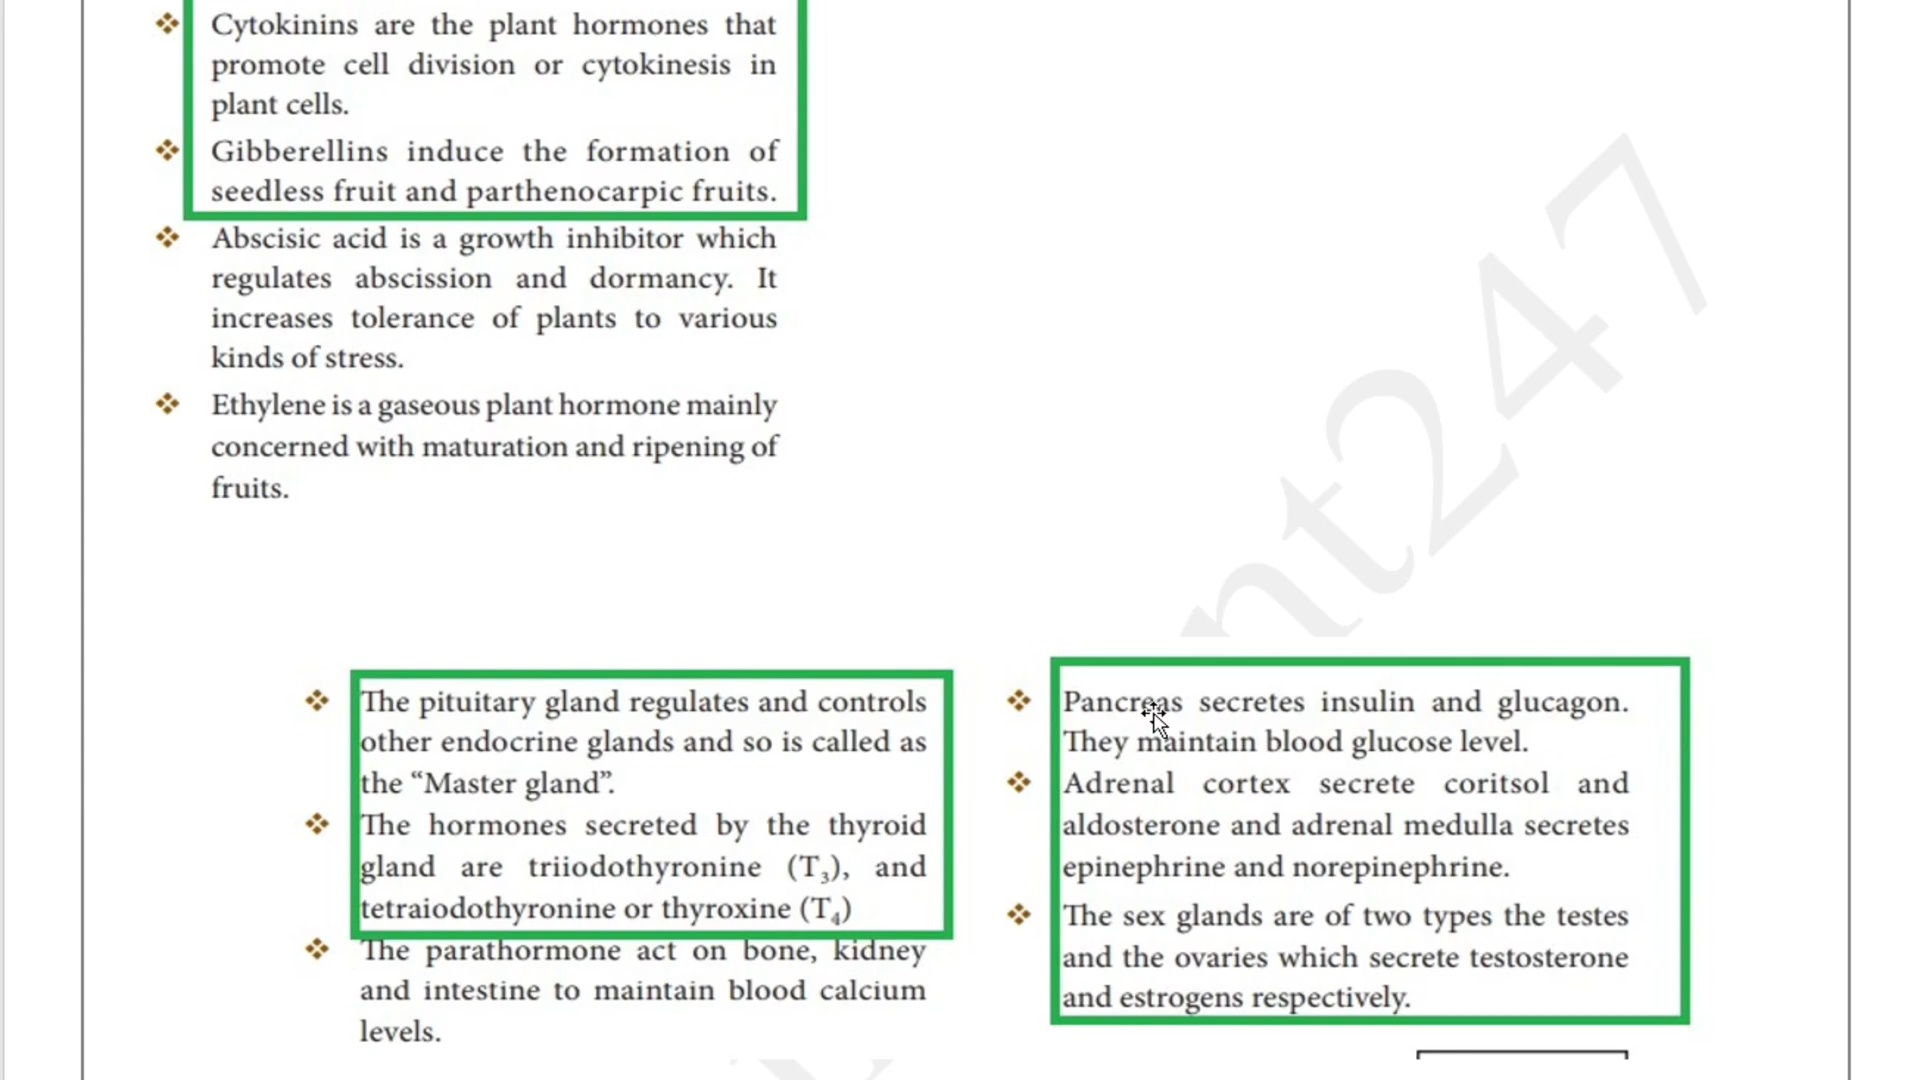 Cytokinins are the plant hormones that
promote cell division or cytokinesis in
plant cells.
Gibberellins induce the formation of
seedless fruit and parthenocarpic fruits.
Abscisic acid is a growth inhibitor which
regulates abscission and dormancy. It
increases tolerance of plants to various
kinds of stress.
Ethylene is a gaseous plant hormone mainly
concerned with maturation and ripening of
fruits.
nt247
The pituitary gland regulates and controls
other endocrine glands and so is called as
the “Master gland”.
The hormones secreted by the thyroid
gland are triiodothyronine (T₃), and
tetraiodothyronine or thyroxine (T₄)
The parathormone act on bone, kidney
and intestine to maintain blood calcium
levels.
Pancreas secretes insulin and glucagon.
They maintain blood glucose level.
Adrenal cortex secrete coritsol and
aldosterone and adrenal medulla secretes
epinephrine and norepinephrine.
The sex glands are of two types the testes
and the ovaries which secrete testosterone
and estrogens respectively.